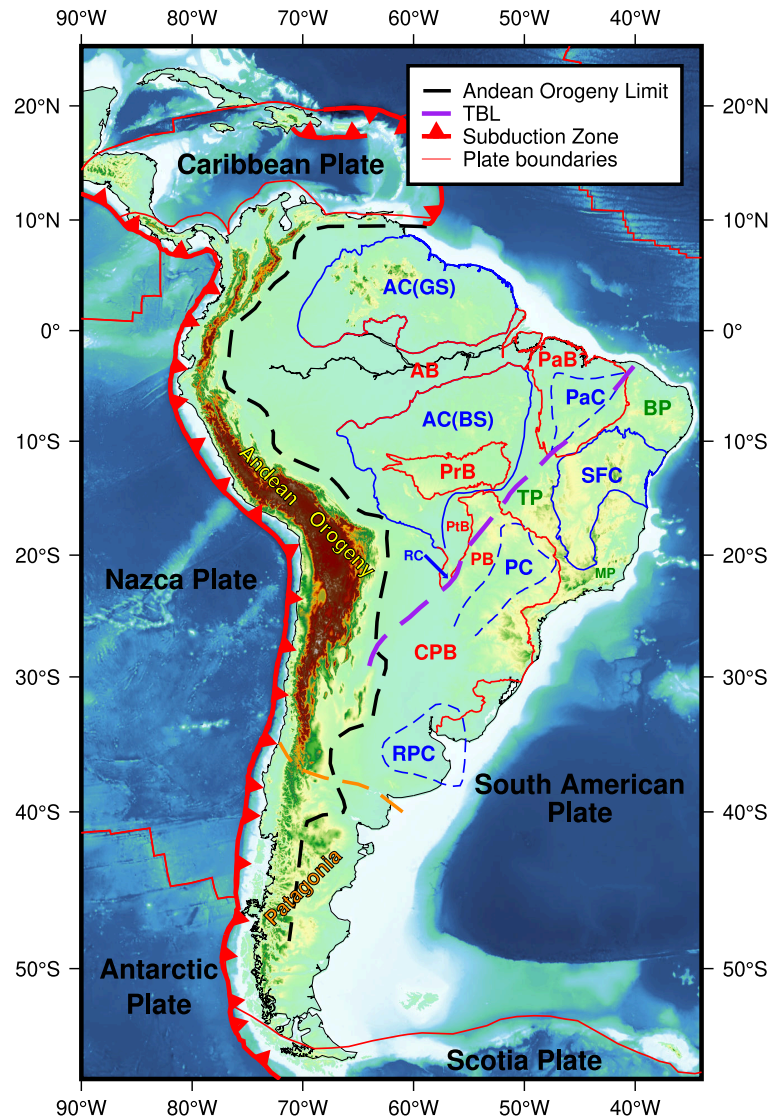 90°W 80°W 70°W 60°W 50°W 40°W
20°N
10°N
0°
10°S
20°S
30°S
40°S
50°S
Andean Orogeny Limit
TBL
Subduction Zone
Plate boundaries
Caribbean Plate
AC(GS)
AB
PaB
PaC
BP
AC(BS)
PrB
SFC
TP
PtB
RC
PB
PC
MP
Andean Orogeny
Nazca Plate
CPB
RPC
South American
Plate
Patagonia
Antarctic
Plate
Scotia Plate
20°N
10°N
0°
10°S
20°S
30°S
40°S
50°S
90°W 80°W 70°W 60°W 50°W 40°W